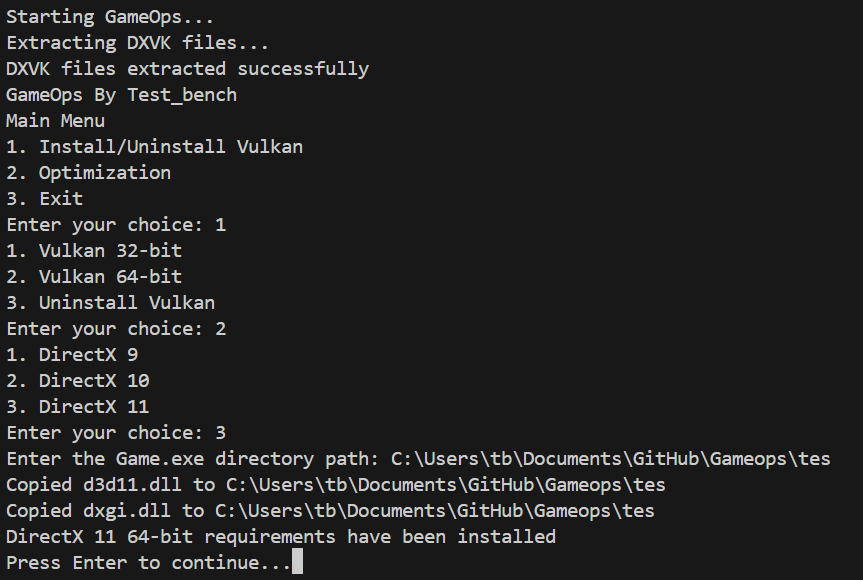 Starting GameOps...
Extracting DXVK files...
DXVK files extracted successfully
GameOps By Test_bench
Main Menu
1. Install/Uninstall Vulkan
2. Optimization
3. Exit
Enter your choice: 1
1. Vulkan 32-bit
2. Vulkan 64-bit
3. Uninstall Vulkan
Enter your choice: 2
1. DirectX 9
2. DirectX 10
3. DirectX 11
Enter your choice: 3
Enter the Game.exe directory path: C:\Users\tb\Documents\GitHub\Gameops\tes
Copied d3d11.dll to C:\Users\tb\Documents\GitHub\Gameops\tes
Copied dxgi.dll to C:\Users\tb\Documents\GitHub\Gameops\tes
DirectX 11 64-bit requirements have been installed
Press Enter to continue...